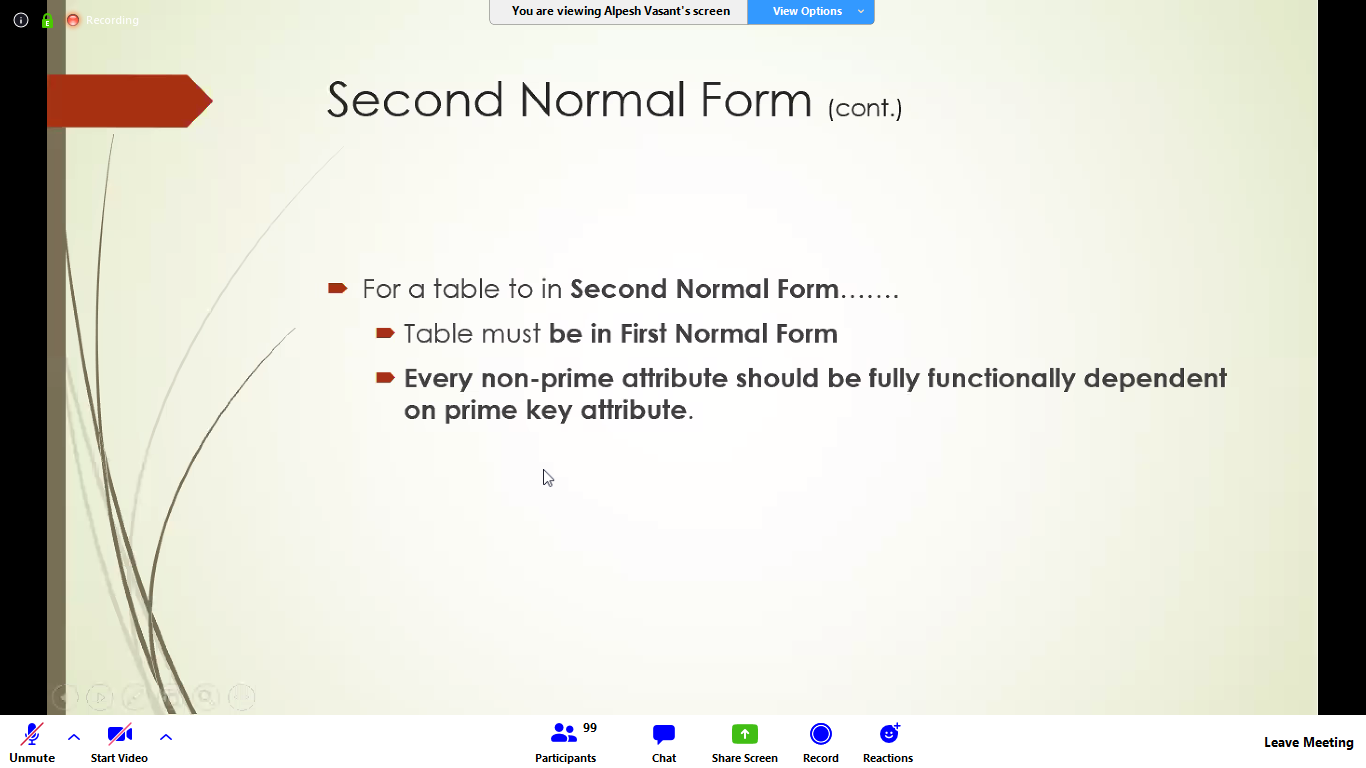 Recording
You are viewing Alpesh Vasant's screen
View Options
Second Normal Form (cont.)
For a table to in Second Normal Form.......
Table must be in First Normal Form
Every non-prime attribute should be fully functionally dependent
on prime key attribute.
99
Unmute
Start Video
Participants
Chat
Share Screen
Record
Reactions
Leave Meeting